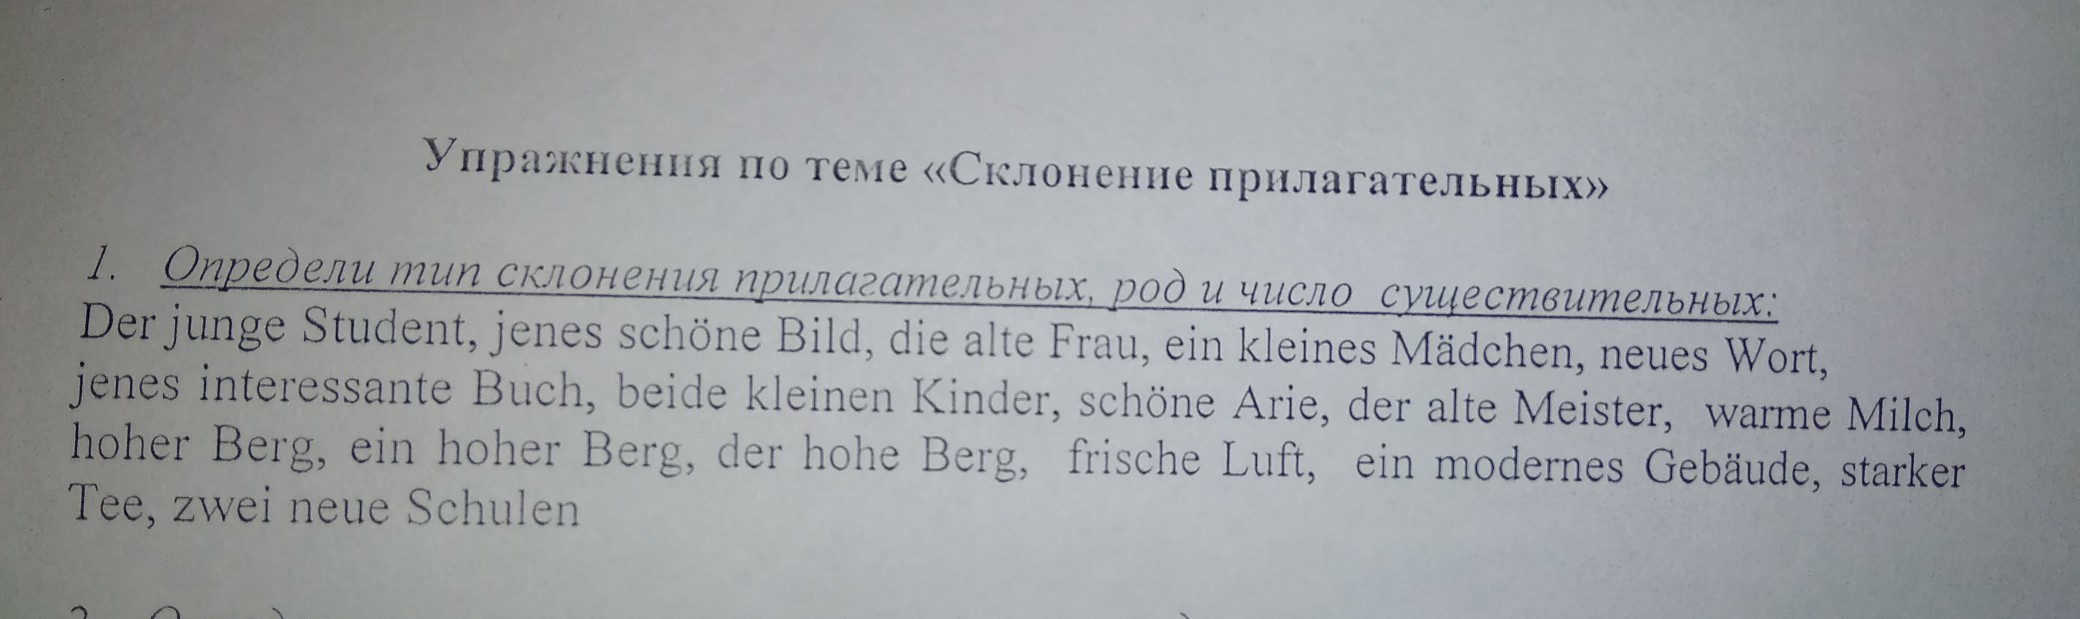 Упражнения по теме «Склонение прилагательных»
1. Определи тип склонения прилагательных, род и число существительных:
Der junge Student, jenes schöne Bild, die alte Frau, ein kleines Mädchen, neues Wort,
jenes interessante Buch, beide kleinen Kinder, schöne Arie, der alte Meister, warme Milch,
hoher Berg, ein hoher Berg, der hohe Berg, frische Luft, ein modernes Gebäude, starker
Tee, zwei neue Schulen